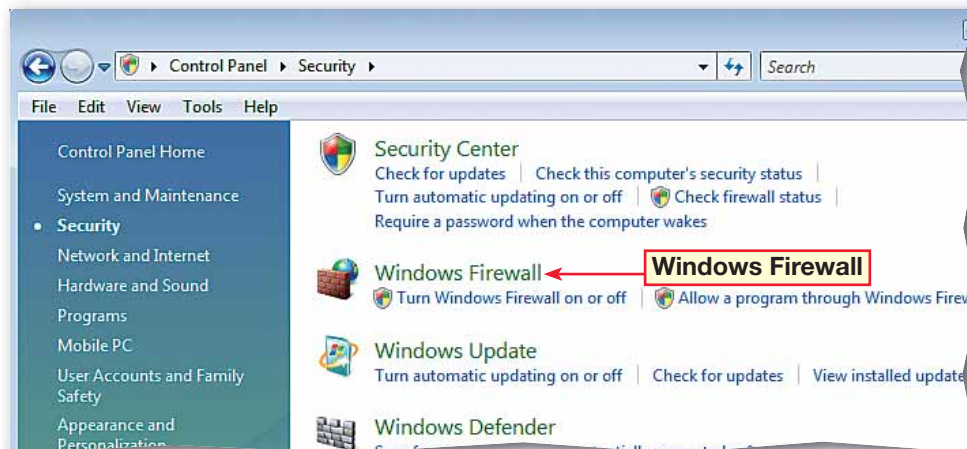 Control Panel Security
Search
File Edit View Tools Help
Control Panel Home
System and Maintenance
Security
Network and Internet
Hardware and Sound
Programs
Mobile PC
User Accounts and Family
Safety
Appearance and
Personalization
Security Center
Check for updates Check this computer's security status
Turn automatic updating on or off Check firewall status
Require a password when the computer wakes
Windows Firewall
Windows Firewall
Turn Windows Firewall on or off Allow a program through Windows
Windows Update
Turn automatic updating on or off Check for updates View installed
Windows Defender